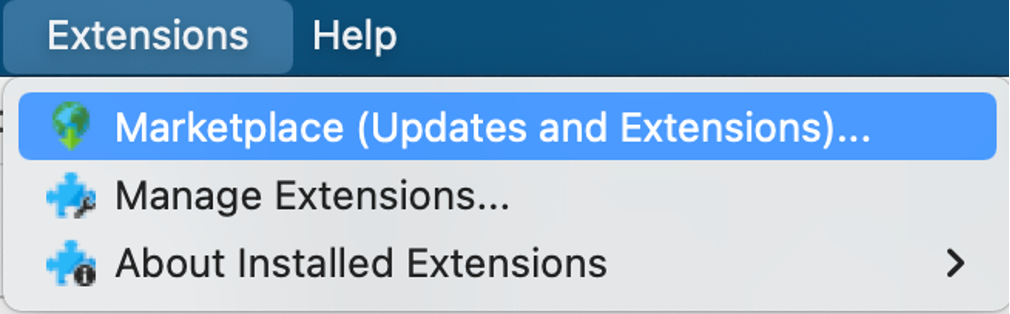 Extensions Help
Marketplace (Updates and Extensions)...
Manage Extensions...
About Installed Extensions